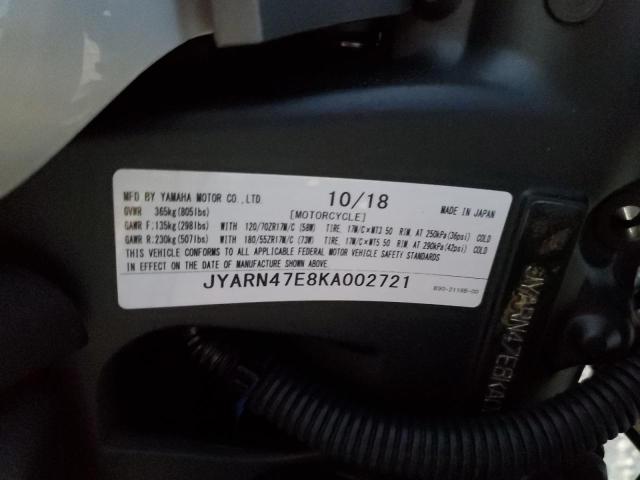 MFD BY YAMAHA MOTOR CO.,LTD. 10/18 MADE IN JAPAN
GVWR 365kg(805lbs) [MOTORCYCLE]
GAWR F:135kg(298lbs) WITH 120/70ZR17M/C (58W) TIRE, 17M/C×MT3.50 RIM, AT 250kPa(36psi) COLD
GAWR R:230kg(507lbs) WITH 180/55ZR17M/C (73W) TIRE, 17M/C×MT5.50 RIM, AT 290kPa(42psi) COLD
THIS VEHICLE CONFORMS TO ALL APPLICABLE FEDERAL MOTOR VEHICLE SAFETY STANDARDS
IN EFFECT ON THE DATE OF MANUFACTURE SHOWN ABOVE.
JYARN47E8KA002721
JYARN47E8KA